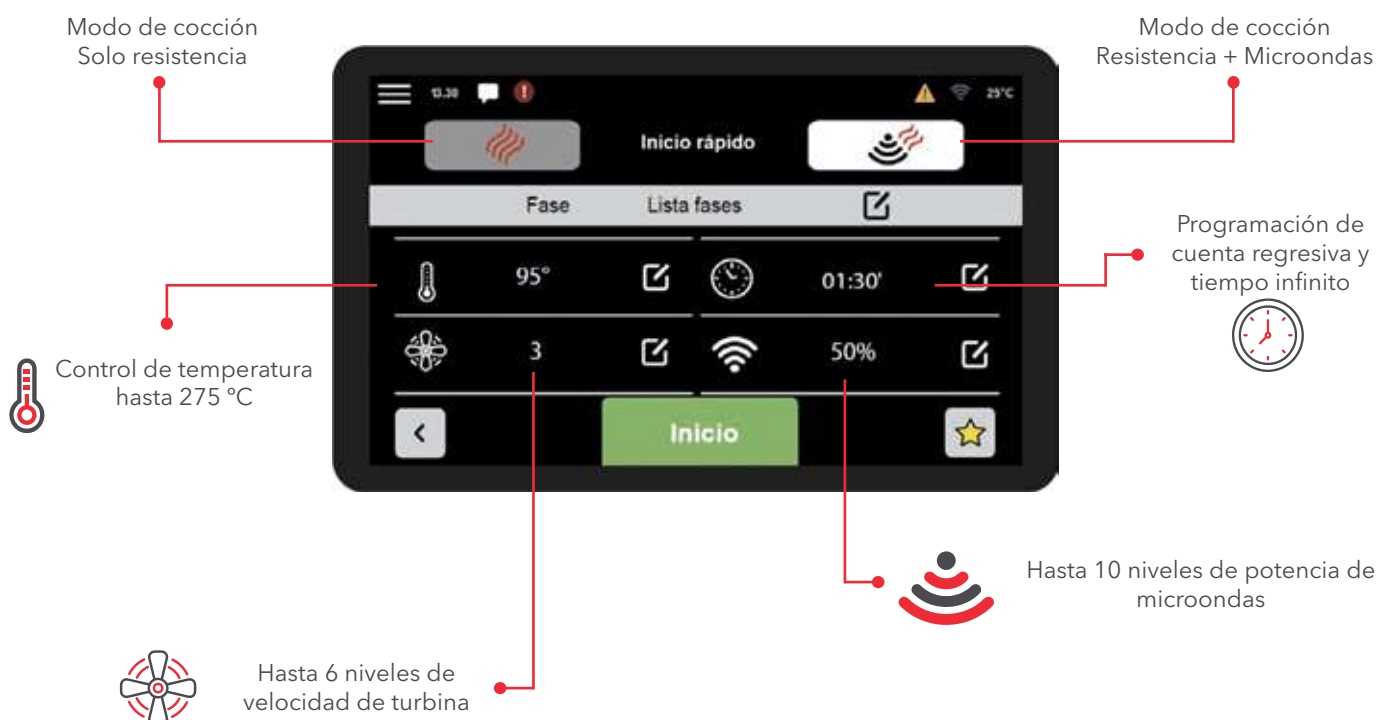 Modo de cocción
Solo resistencia
Modo de cocción
Resistencia + Microondas
13.30
25°C
Inicio rápido
Fase
Lista fases
95°
01:30'
3
50%
Inicio
Programación de
cuenta regresiva y
tiempo infinito
Control de temperatura
hasta 275 ºC
Hasta 10 niveles de potencia de
microondas
Hasta 6 niveles de
velocidad de turbina